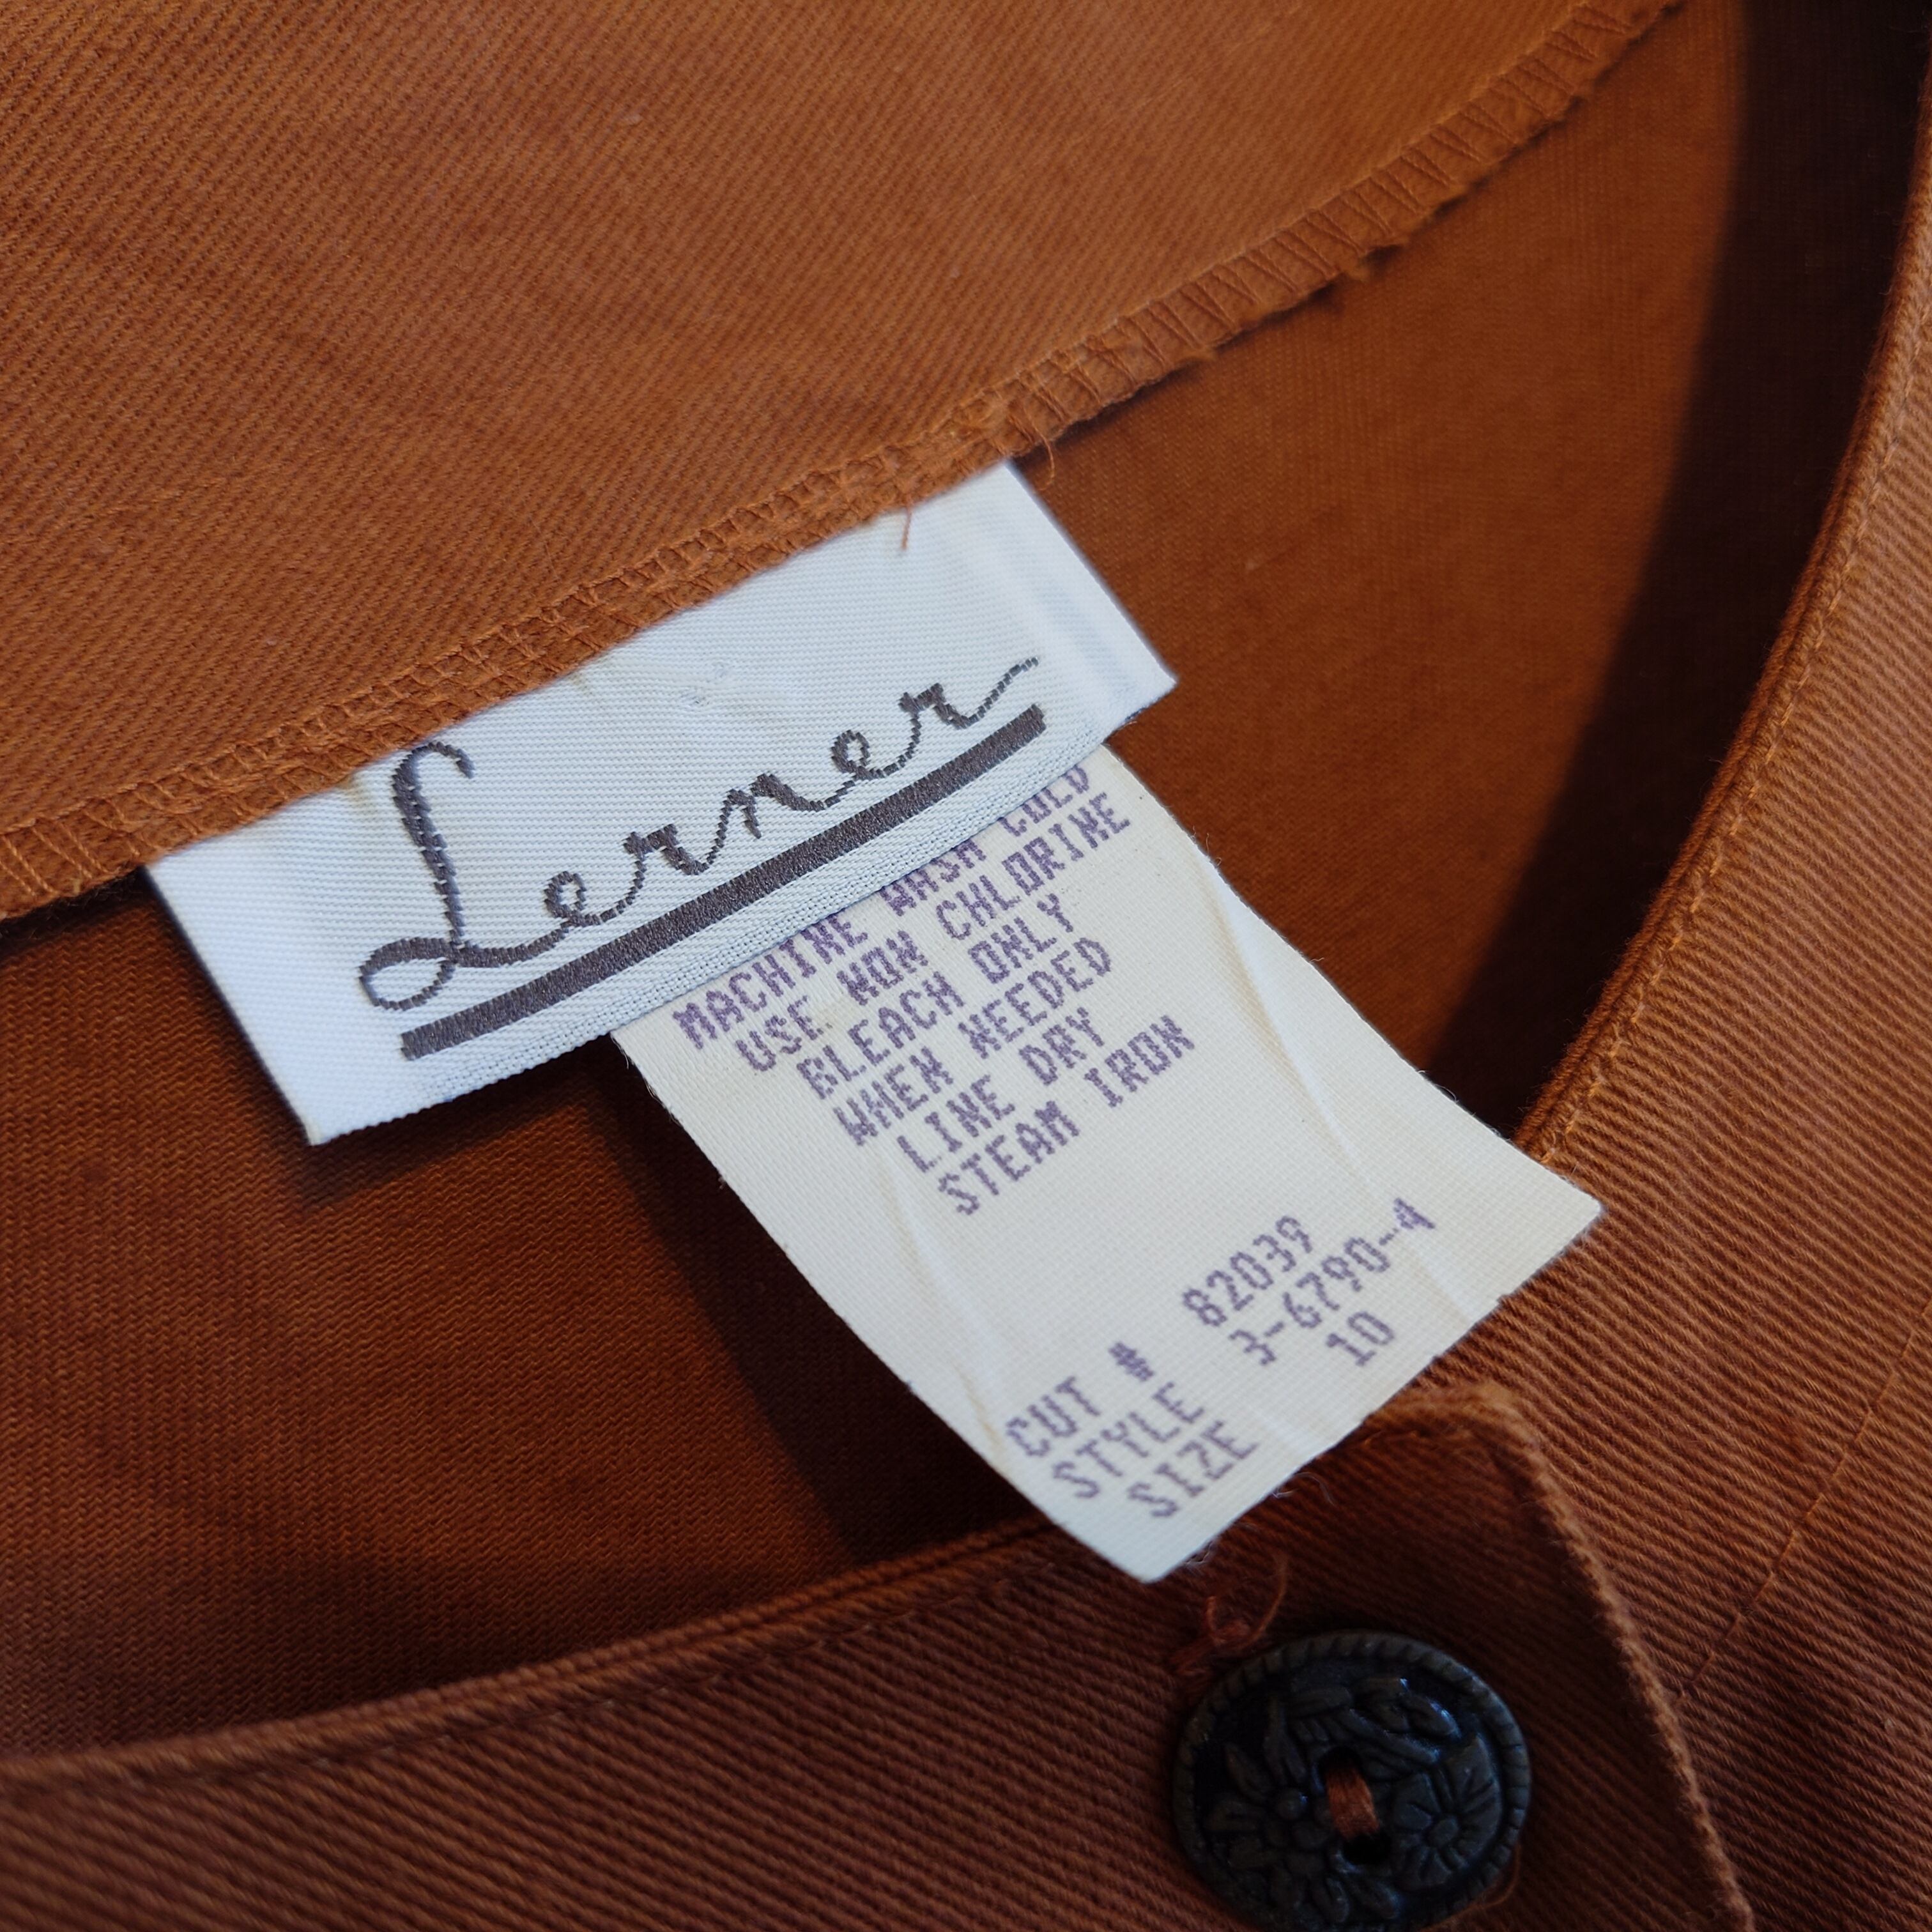 Lerner
MACHINE WASH COLD
USE NON CHLORINE
BLEACH ONLY
WHEN NEEDED
LINE DRY
STEAM IRON
CUT # 82039
STYLE 3-6790-4
SIZE 10